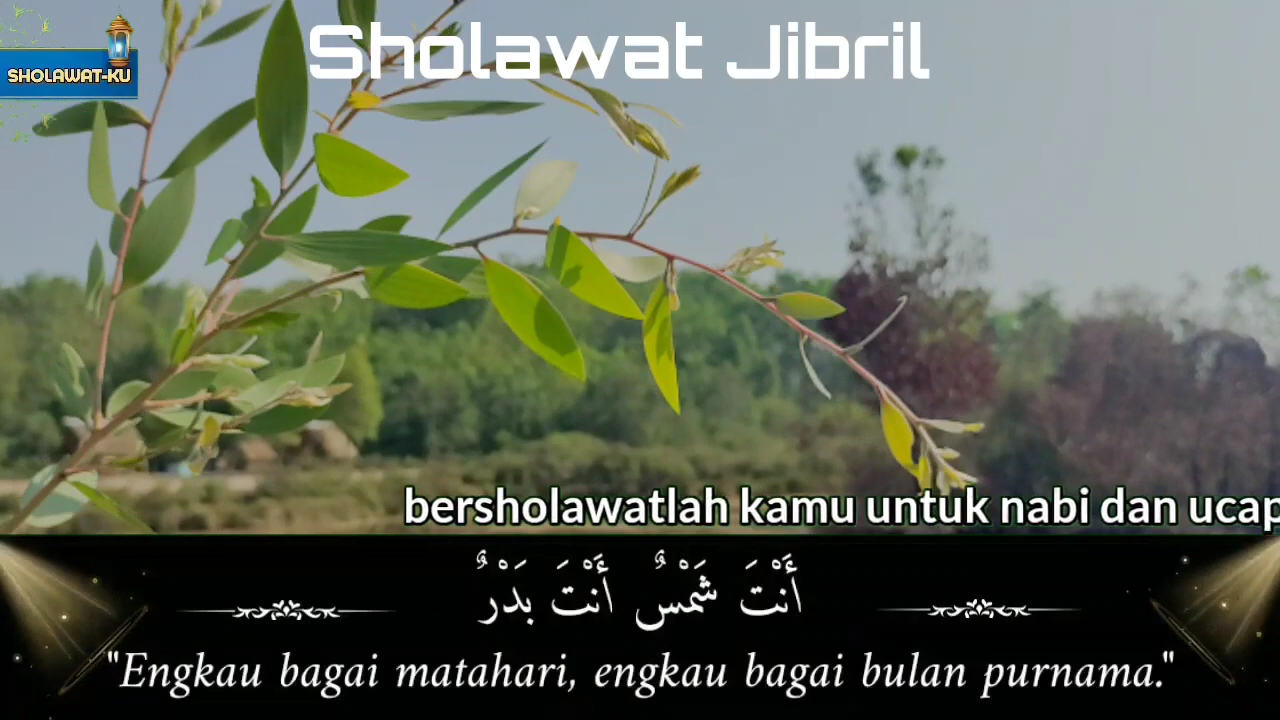 Sholawat Jibril
SHOLAWAT-KU
bersholawatlah kamu untuk nabi dan ucap
أَنْتَ شَمْسٌ أَنْتَ بَدْرٌ
"Engkau bagai matahari, engkau bagai bulan purnama."